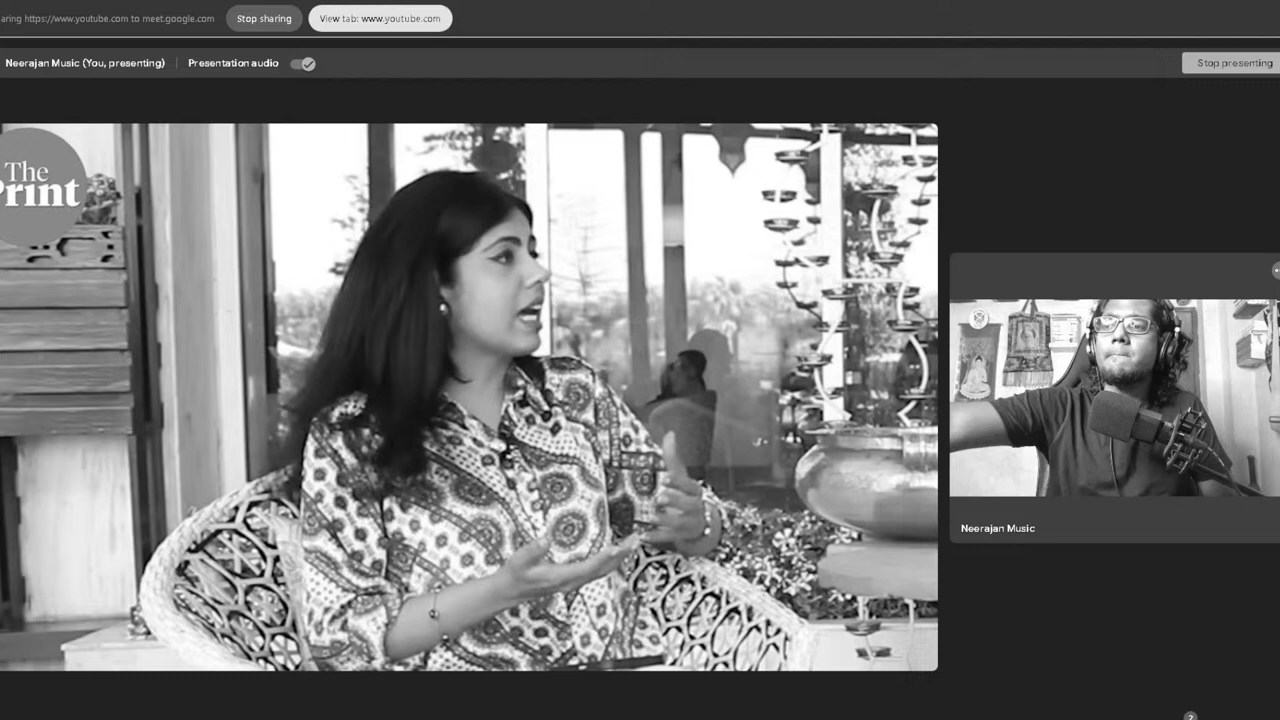 aring https://www.youtube.com to meet.google.com
Stop sharing
View tab: www.youtube.com
Neerajan Music (You, presenting)
Presentation audio
Stop presenting
The
Print
Neerajan Music